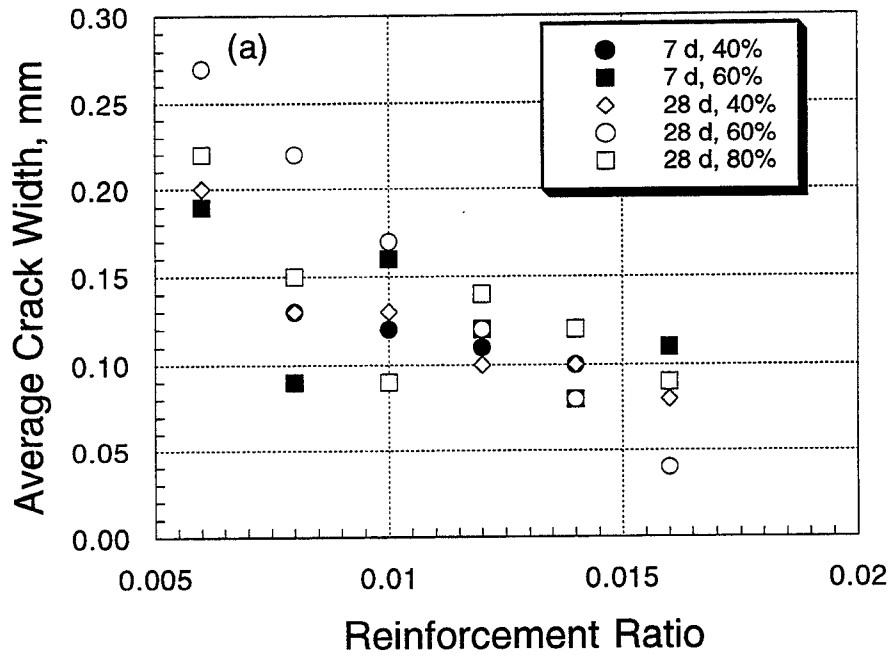 0.30
(a)
7 d, 40%
7 d, 60%
28 d, 40%
28 d, 60%
28 d, 80%
0.25
0.20
0.15
0.10
0.05
0.00
Average Crack Width, mm
0.005 0.01 0.015 0.02
Reinforcement Ratio